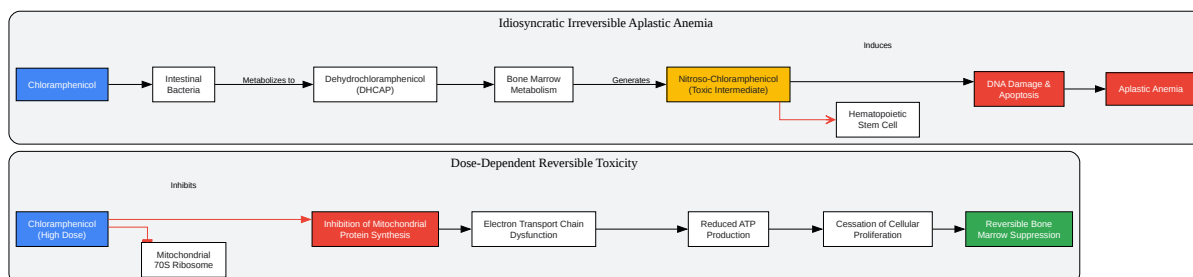 Idiosyncratic Irreversible Aplastic Anemia
Induces
Chloramphenicol
Intestinal
Bacteria
Metabolizes to
Dehydrochloramphenicol
(DHCAP)
Bone Marrow
Metabolism
Generates
Nitroso-Chloramphenicol
(Toxic Intermediate)
DNA Damage &
Apoptosis
Aplastic Anemia
Hematopoietic
Stem Cell
Dose-Dependent Reversible Toxicity
Inhibits
Chloramphenicol
(High Dose)
Inhibition of Mitochondrial
Protein Synthesis
Electron Transport Chain
Dysfunction
Reduced ATP
Production
Cessation of Cellular
Proliferation
Reversible Bone
Marrow Suppression
Mitochondrial
70S Ribosome